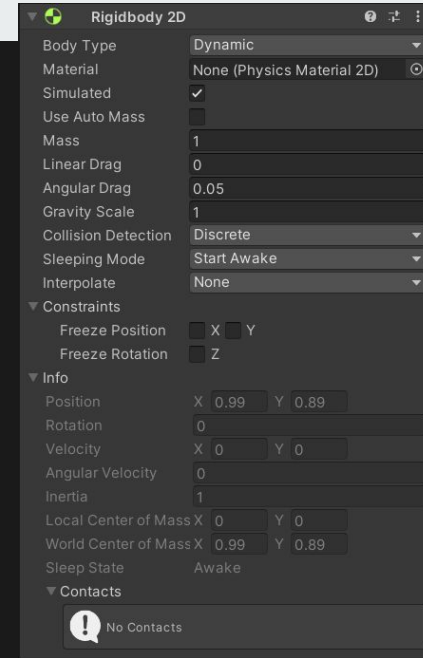 Rigidbody 2D
Body Type Dynamic
Material None (Physics Material 2D)
Simulated
Use Auto Mass
Mass 1
Linear Drag 0
Angular Drag 0.05
Gravity Scale 1
Collision Detection Discrete
Sleeping Mode Start Awake
Interpolate None
Constraints
Freeze Position X Y
Freeze Rotation Z
Info
Position X 0.99 Y 0.89
Rotation 0
Velocity X 0 Y 0
Angular Velocity 0
Inertia 1
Local Center of Mass X 0 Y 0
World Center of Mass X 0.99 Y 0.89
Sleep State Awake
Contacts
No Contacts